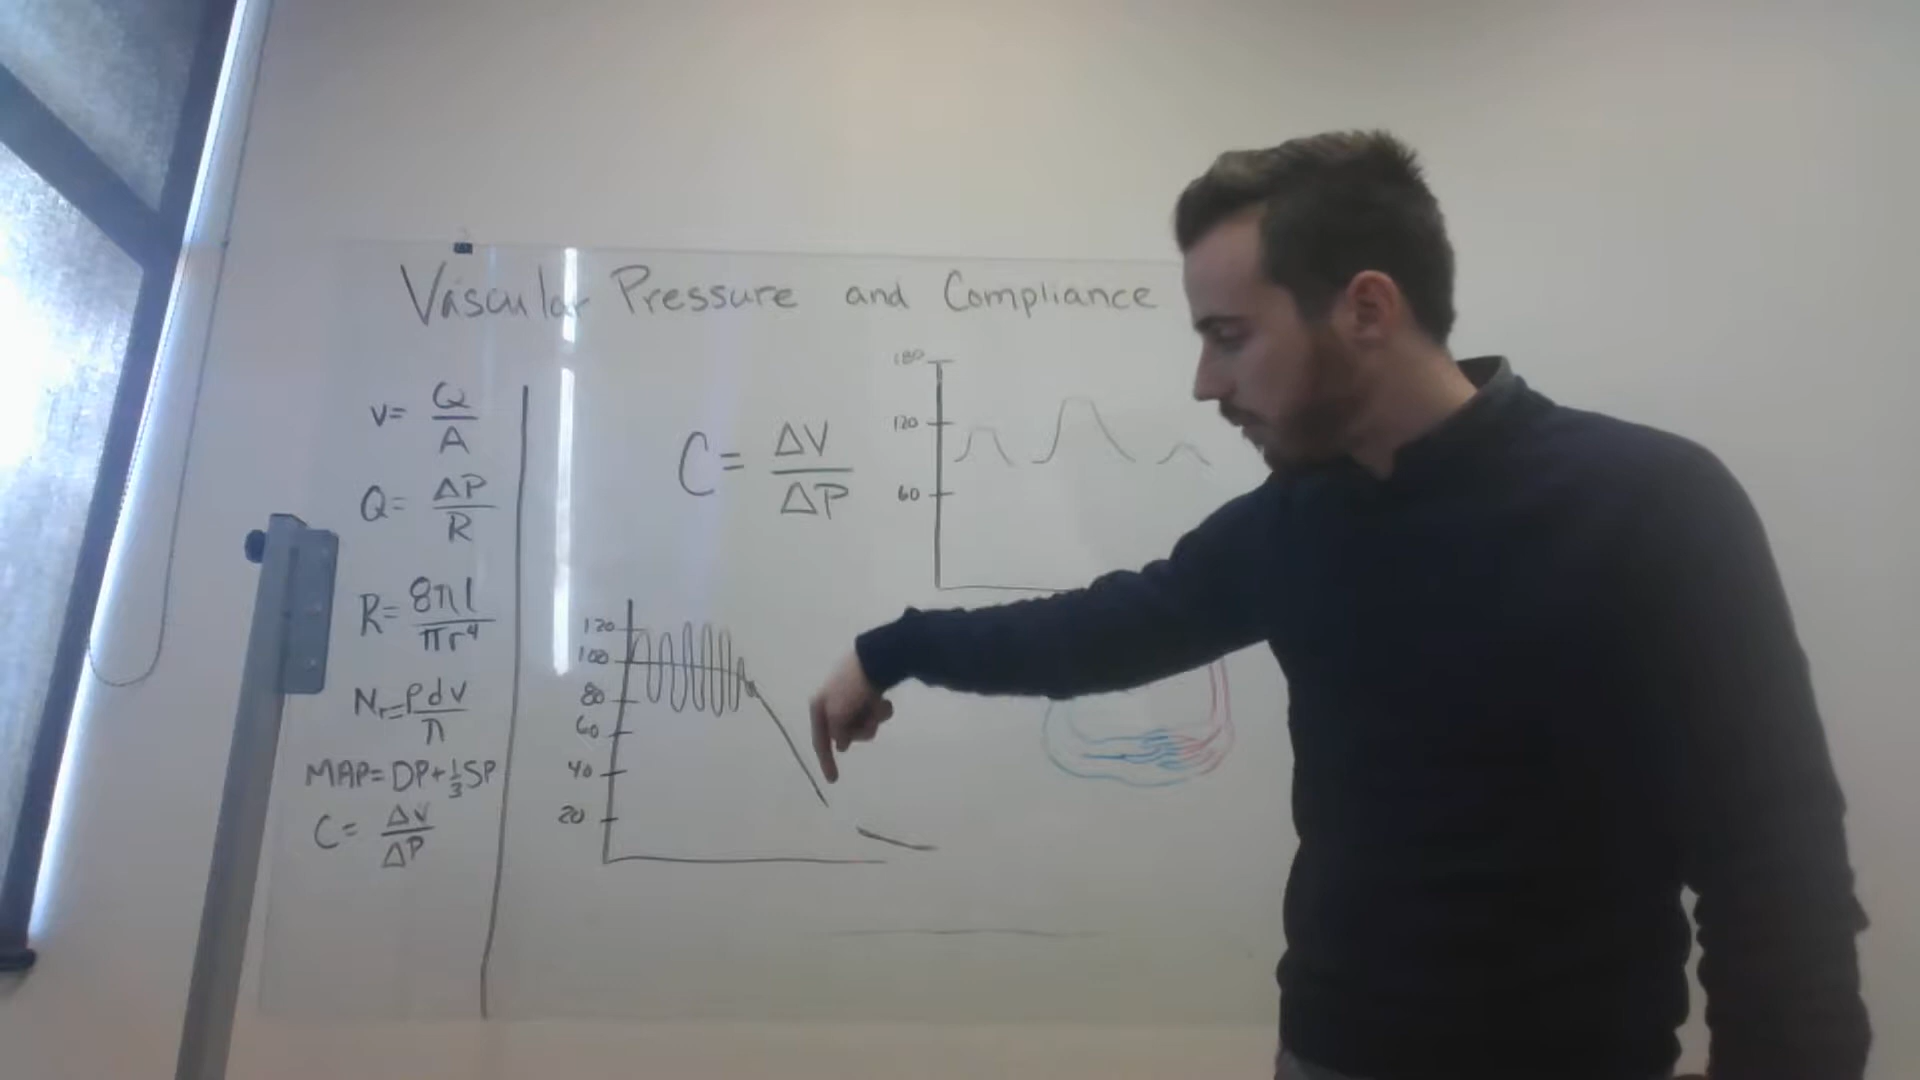 Vascular Pressure and Compliance
v= Q/A
Q= ΔP/R
R= 8πl/πr⁴
Nr= ρdv/π
MAP= DP+⅓SP
C= ΔV/ΔP
C= ΔV/ΔP
180
120
60
120
100
80
60
40
20